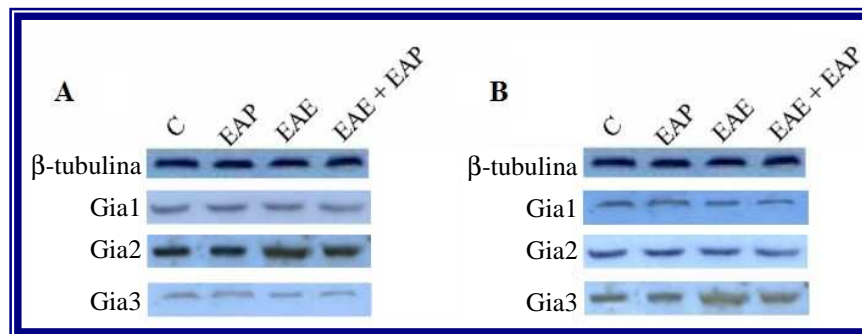 A
C
EAP
EAE
EAE + EAP
β-tubulina
Gia1
Gia2
Gia3
B
C
EAP
EAE
EAE + EAP
β-tubulina
Gia1
Gia2
Gia3